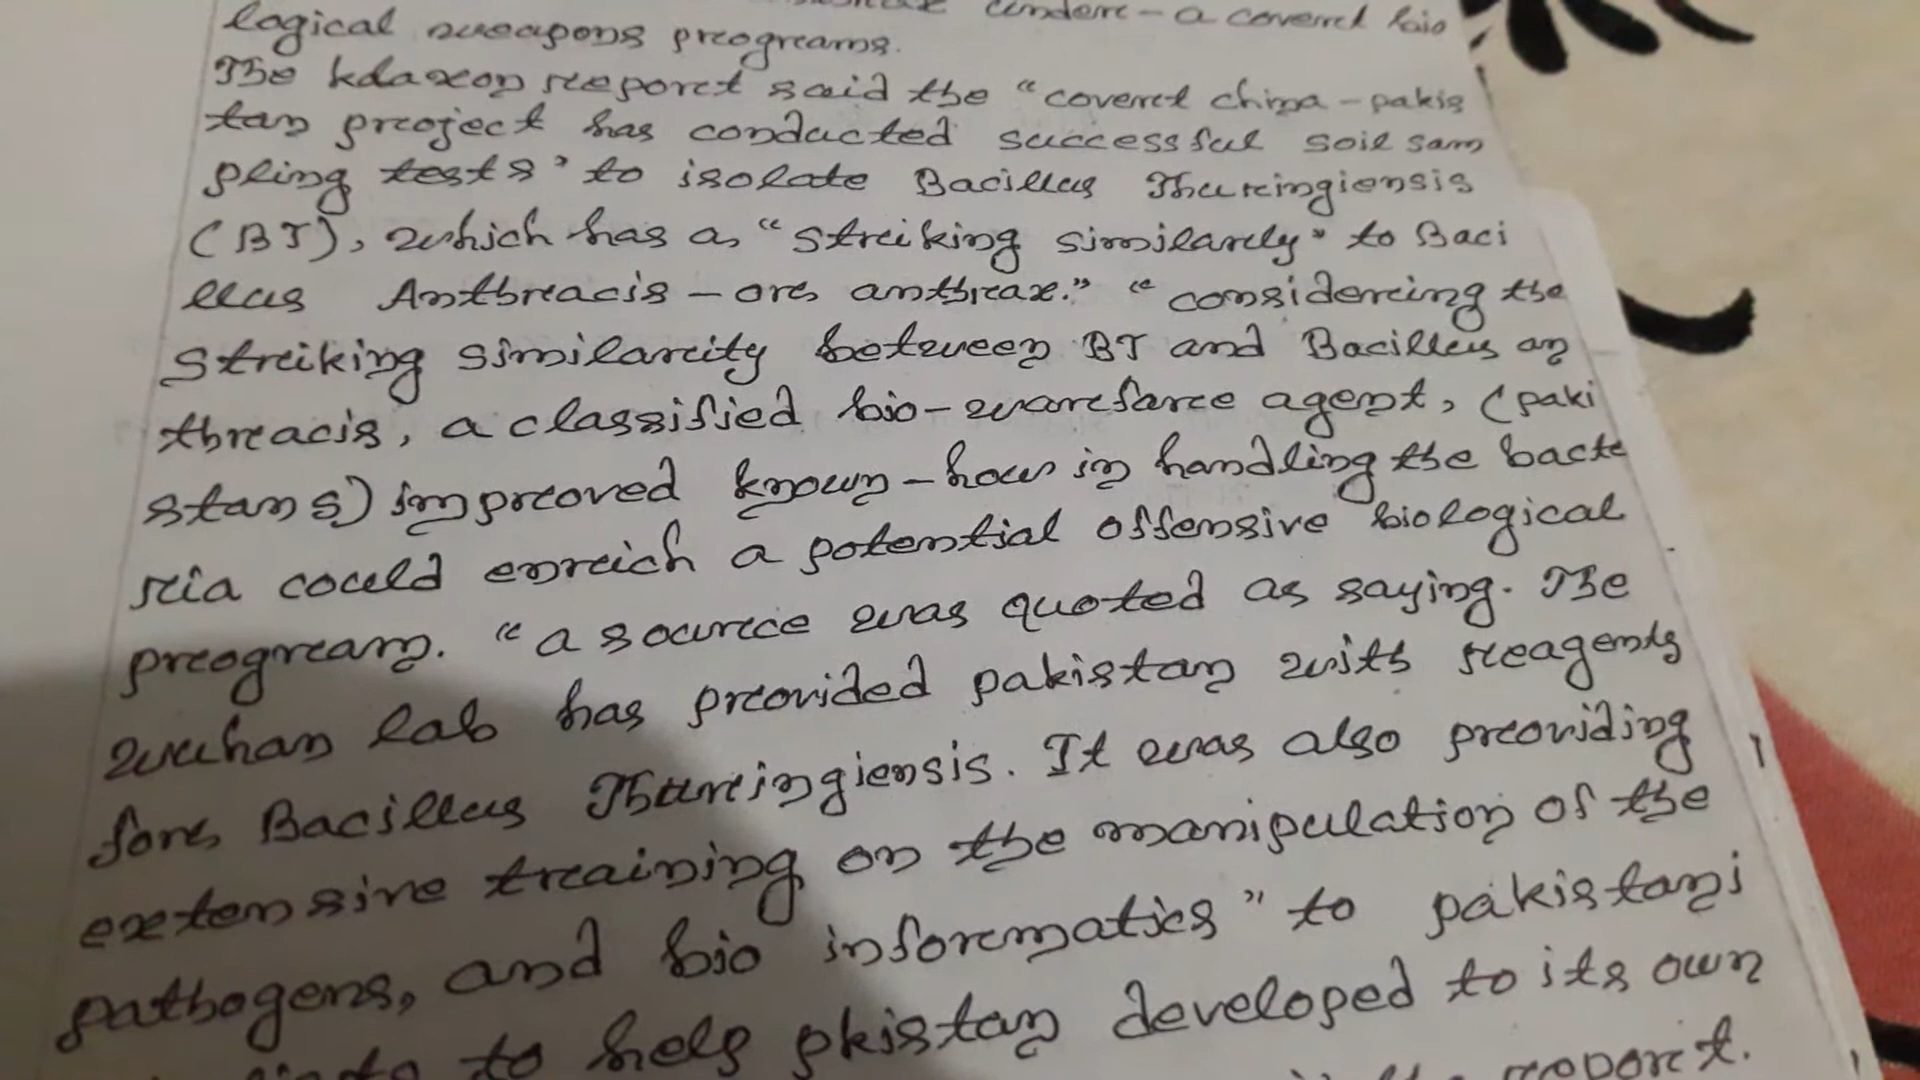 under - a coveret bio
logical weapons programs.
The klaxon report said the "coveret china - pakis
tan project has conducted successful soil sam
pling tests" to isolate Bacillus Thuringiensis
(BT), which has a "striking similarely" to Baci
llus Anthracis - or anthrax." "considering the
striking similarity between BT and Bacillus an
thracis, a classified bio-warfare agent, (paki
stans) improved known-how in handling the bacte
ria could enrich a potential offensive biological
program. "a source was quoted as saying. The
wuhan lab has provided pakistan with reagents
for Bacillus Thuringiensis. It was also providing
extensive training on the manipulation of the
pathogens, and bio informatics" to pakistani
to help pkistan developed to its own
report.